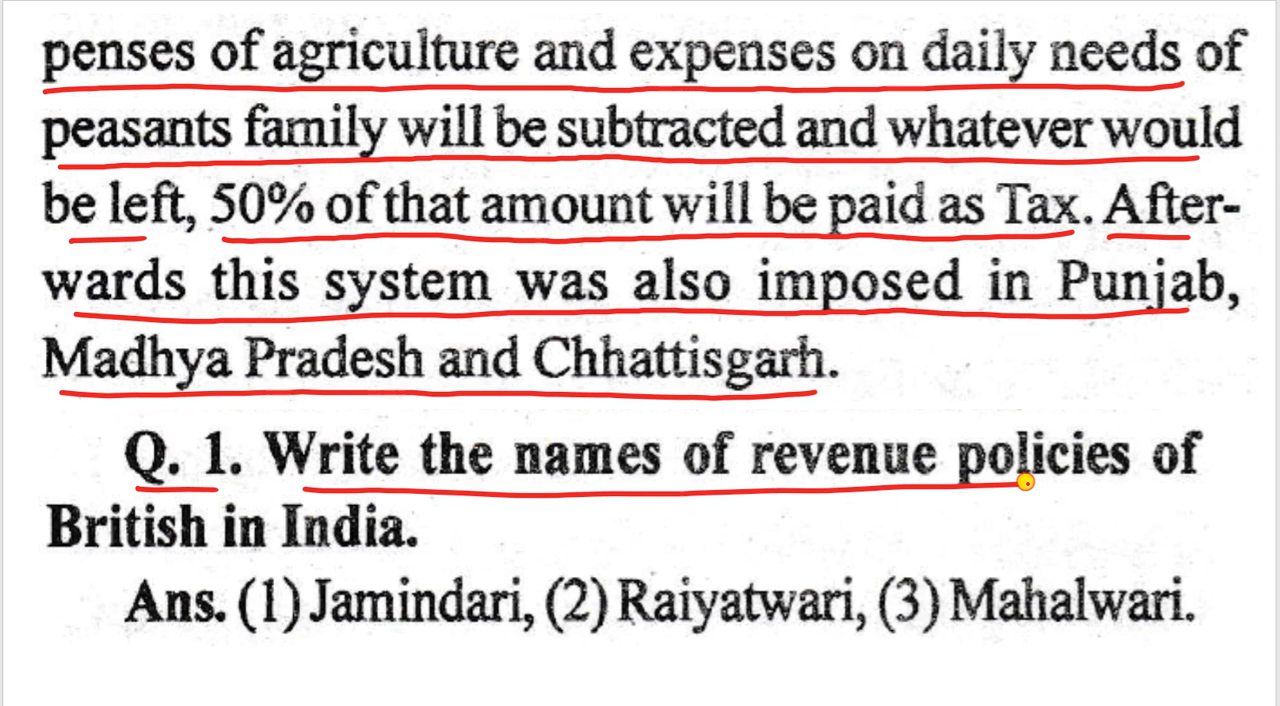 penses of agriculture and expenses on daily needs of
peasants family will be subtracted and whatever would
be left, 50% of that amount will be paid as Tax. After-
wards this system was also imposed in Punjab,
Madhya Pradesh and Chhattisgarh.
Q. 1. Write the names of revenue policies of
British in India.
Ans. (1) Jamindari, (2) Raiyatwari, (3) Mahalwari.